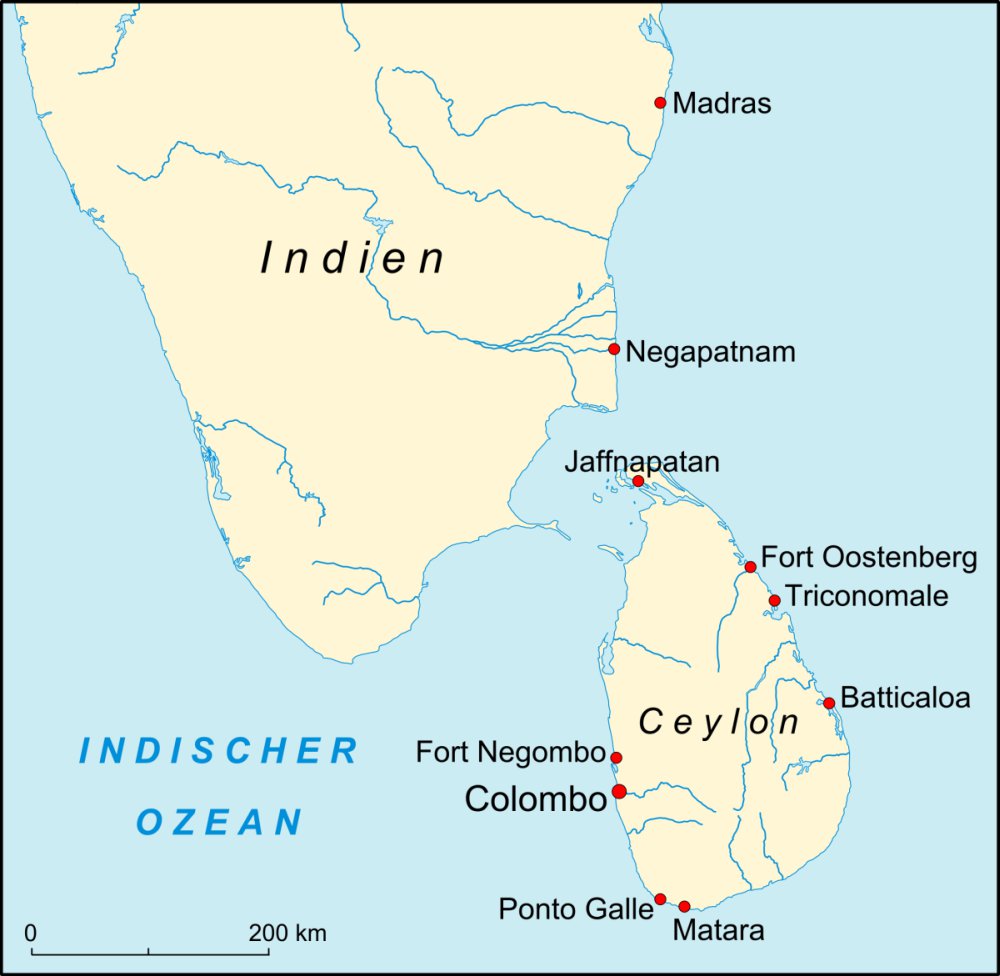 Madras
Indien
Negapatnam
Jaffnapatan
Fort Oostenberg
Triconomale
Batticaloa
Ceylon
INDISCHER
OZEAN
Fort Negombo
Colombo
Ponto Galle
Matara
0
200 km